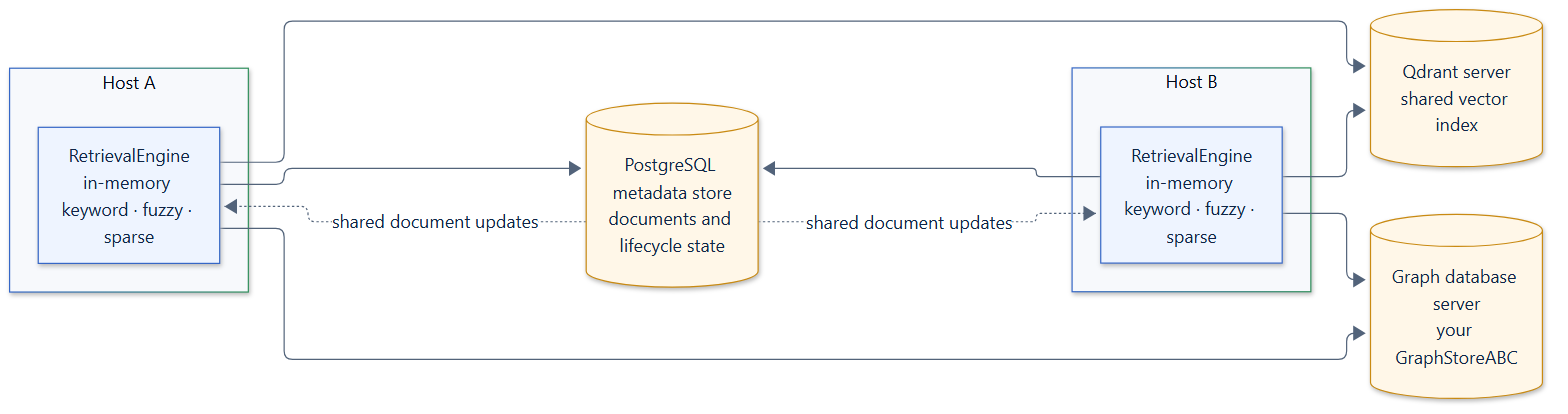 Host A
RetrievalEngine
in-memory
keyword · fuzzy ·
sparse
shared document updates
PostgreSQL
metadata store
documents and
lifecycle state
shared document updates
Host B
RetrievalEngine
in-memory
keyword · fuzzy ·
sparse
Qdrant server
shared vector
index
Graph database
server
your
GraphStoreABC